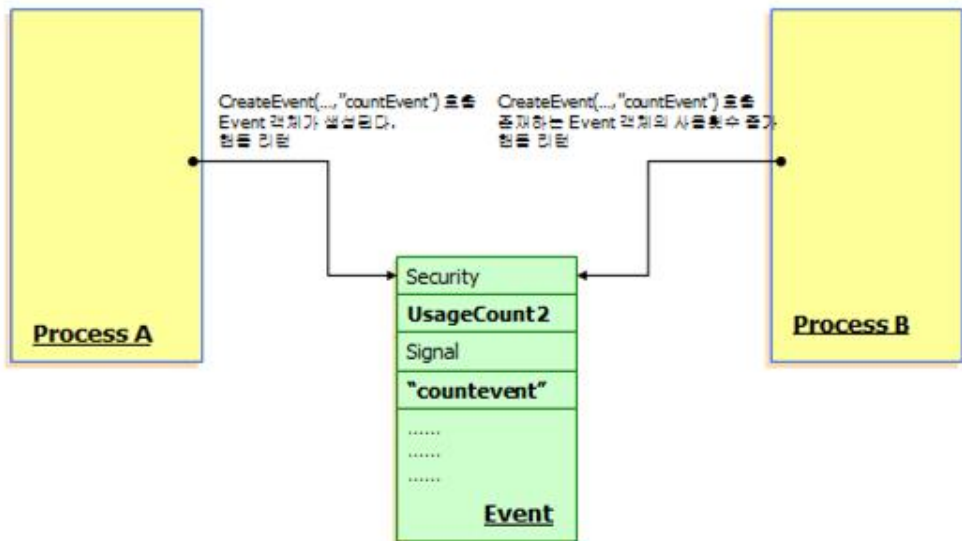 CreateEvent(...,"countEvent") 호출
Event 객체가 생성된다.
핸들 리턴
CreateEvent(...,"countEvent") 호출
존재하는 Event 객체의 사용횟수 증가
핸들 리턴
Process A
Security
UsageCount 2
Signal
"countevent"
......
......
......
Event
Process B